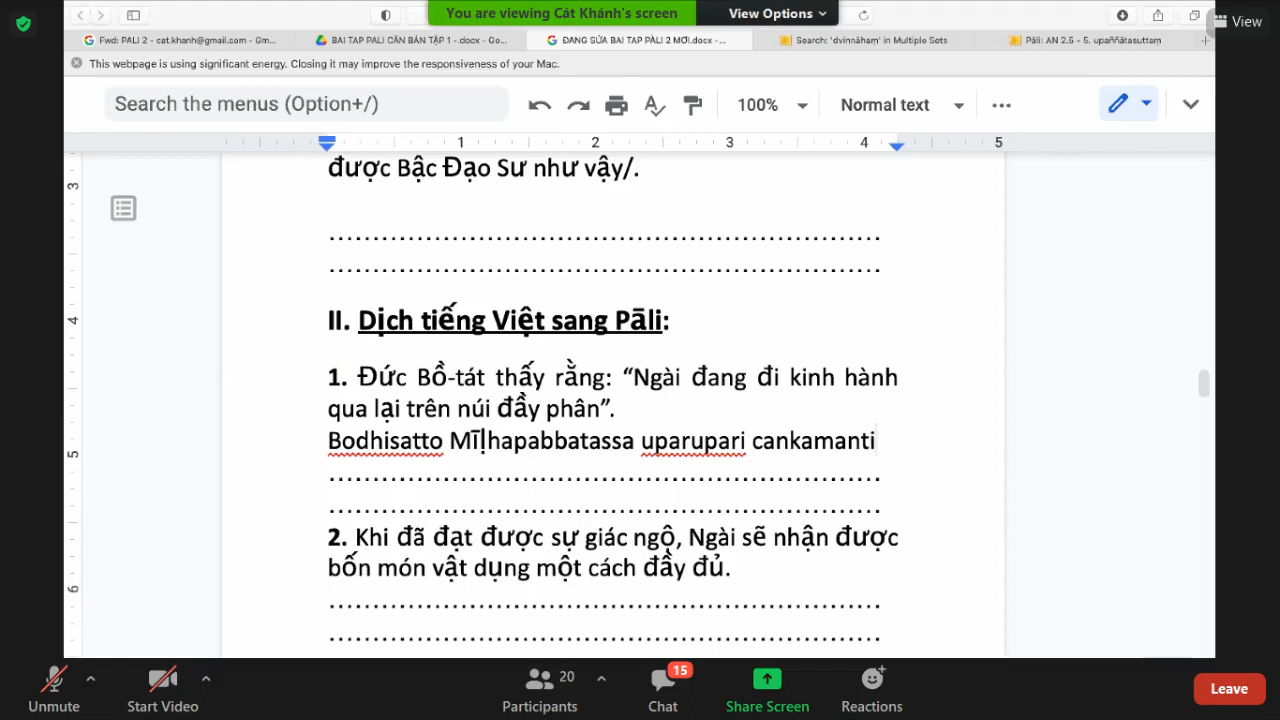 You are viewing Cát Khánh's screen
View Options
View
Fwd: PALI 2 - cat.khanh@gmail.com - Gm...
BAI TAP PALI CĂN BẢN TẬP 1 -.docx - Go...
ĐANG SỬA BAI TẬP PÀLI 2 MỚI.docx -...
Search: 'dvinnāhaṃ' in Multiple Sets
Pāli: AN 2.5 - 5. upaññātasuttaṃ
This webpage is using significant energy. Closing it may improve the responsiveness of your Mac.
Search the menus (Option+/)
100%
Normal text
1 2 3 4 5
3
được Bậc Đạo Sư như vậy/.
4
II. Dịch tiếng Việt sang Pāli:
1. Đức Bồ-tát thấy rằng: “Ngài đang đi kinh hành
qua lại trên núi đầy phân”.
5
Bodhisatto Mīḷhapabbatassa uparupari cankamanti
2. Khi đã đạt được sự giác ngộ, Ngài sẽ nhận được
bốn món vật dụng một cách đầy đủ.
6
Unmute
Start Video
20
Participants
15
Chat
Share Screen
Reactions
Leave